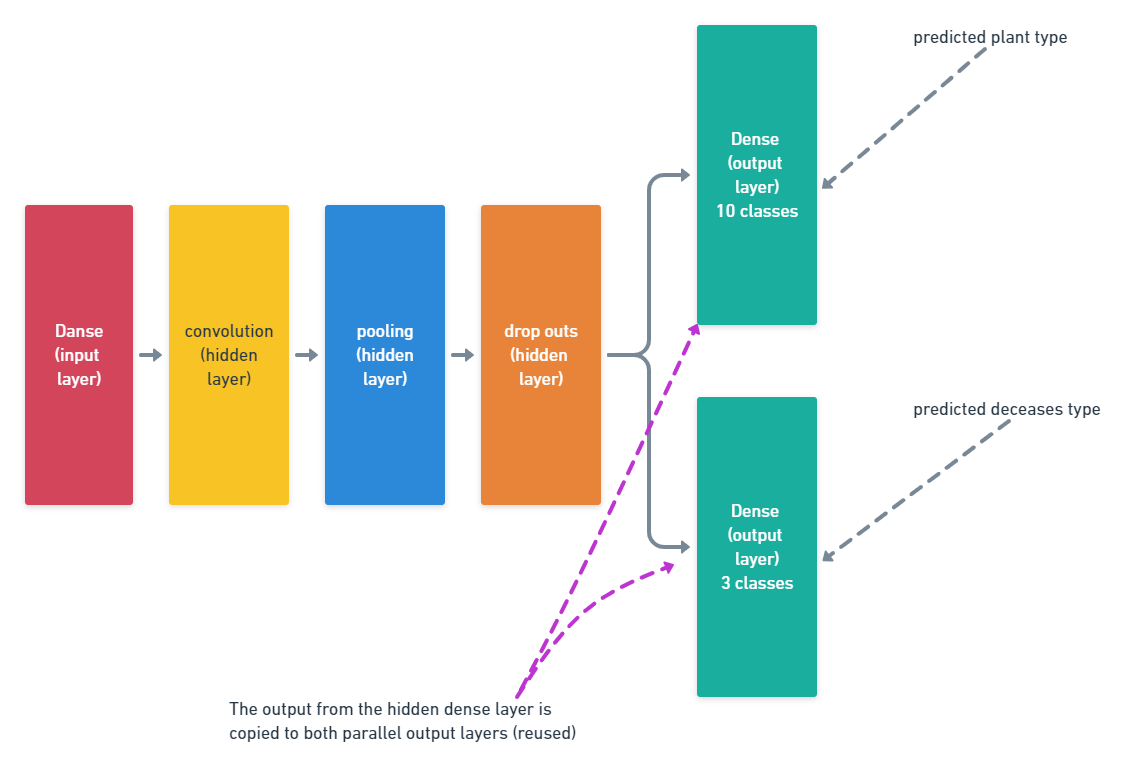 predicted plant type
Dense
(output
layer)
10 classes
Danse
(input
layer)
convolution
(hidden
layer)
pooling
(hidden
layer)
drop outs
(hidden
layer)
predicted deceases type
Dense
(output
layer)
3 classes
The output from the hidden dense layer is
copied to both parallel output layers (reused)